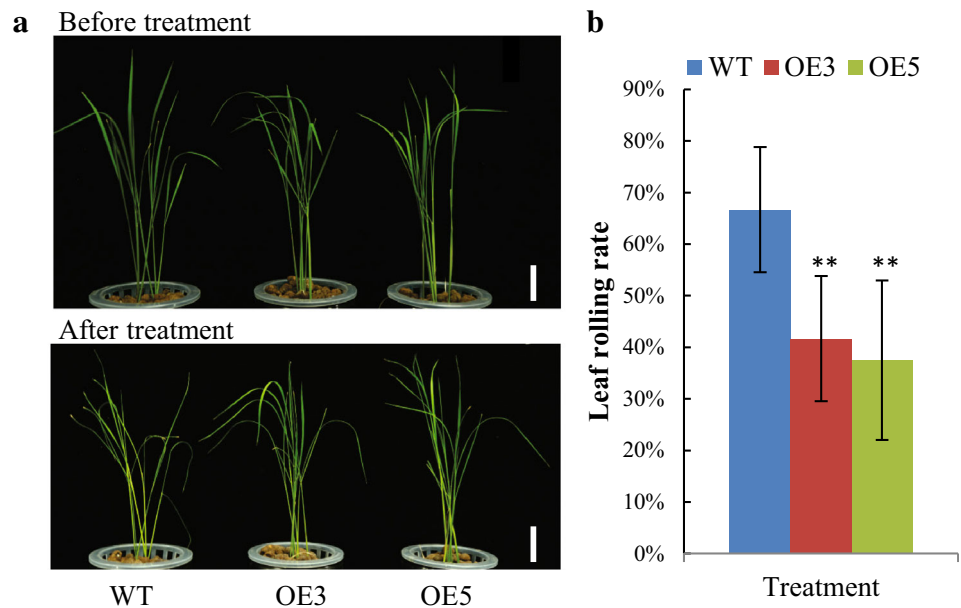 a
Before treatment
After treatment
WT OE3 OE5
b
WT OE3 OE5
90%
80%
70%
60%
50%
40%
30%
20%
10%
0%
Leaf rolling rate
** **
Treatment